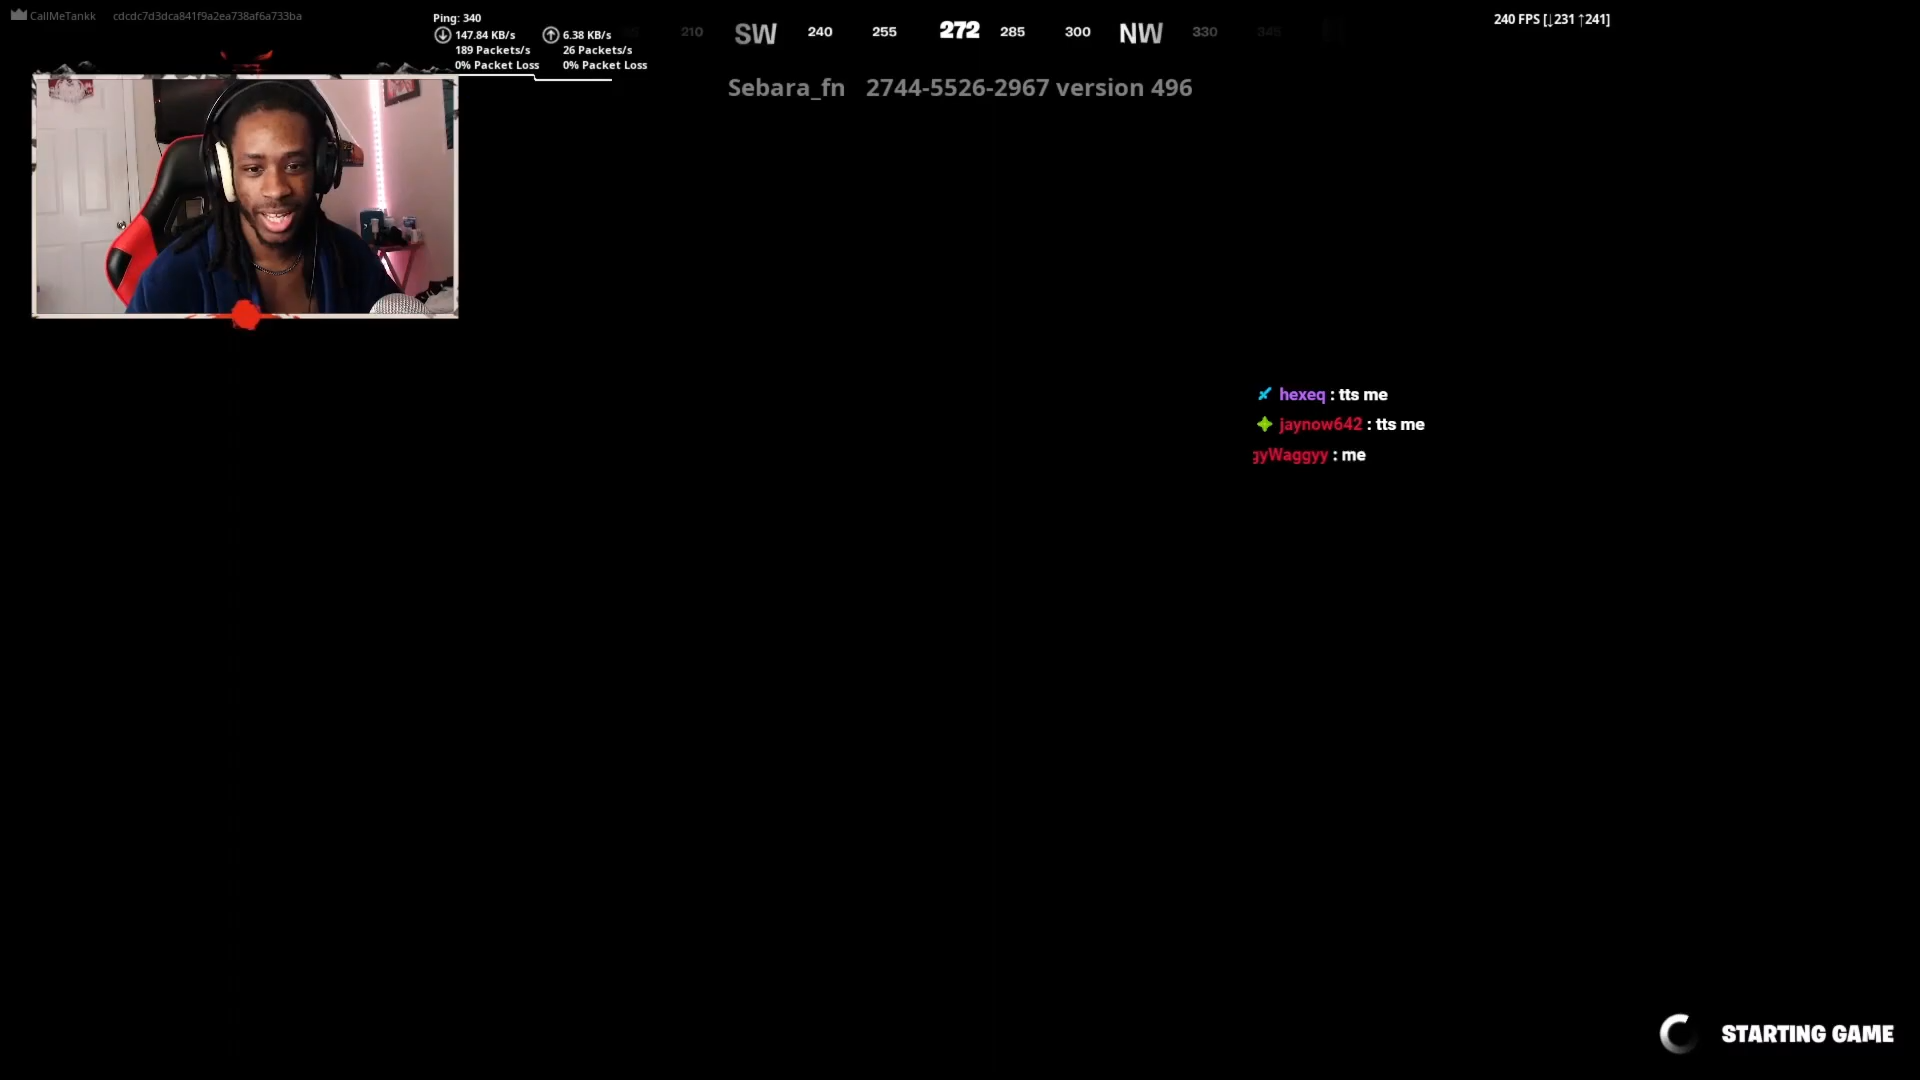 CallMeTankk cdcdc7d3dca841f9a2ea738af6a733ba
Ping: 340
147.84 KB/s 6.38 KB/s
189 Packets/s 26 Packets/s
0% Packet Loss 0% Packet Loss
210 SW 240 255 272 285 300 NW 330 345
240 FPS [↓231 ↑241]
Sebara_fn 2744-5526-2967 version 496
hexeq : tts me
jaynow642 : tts me
gyWaggyy : me
STARTING GAME